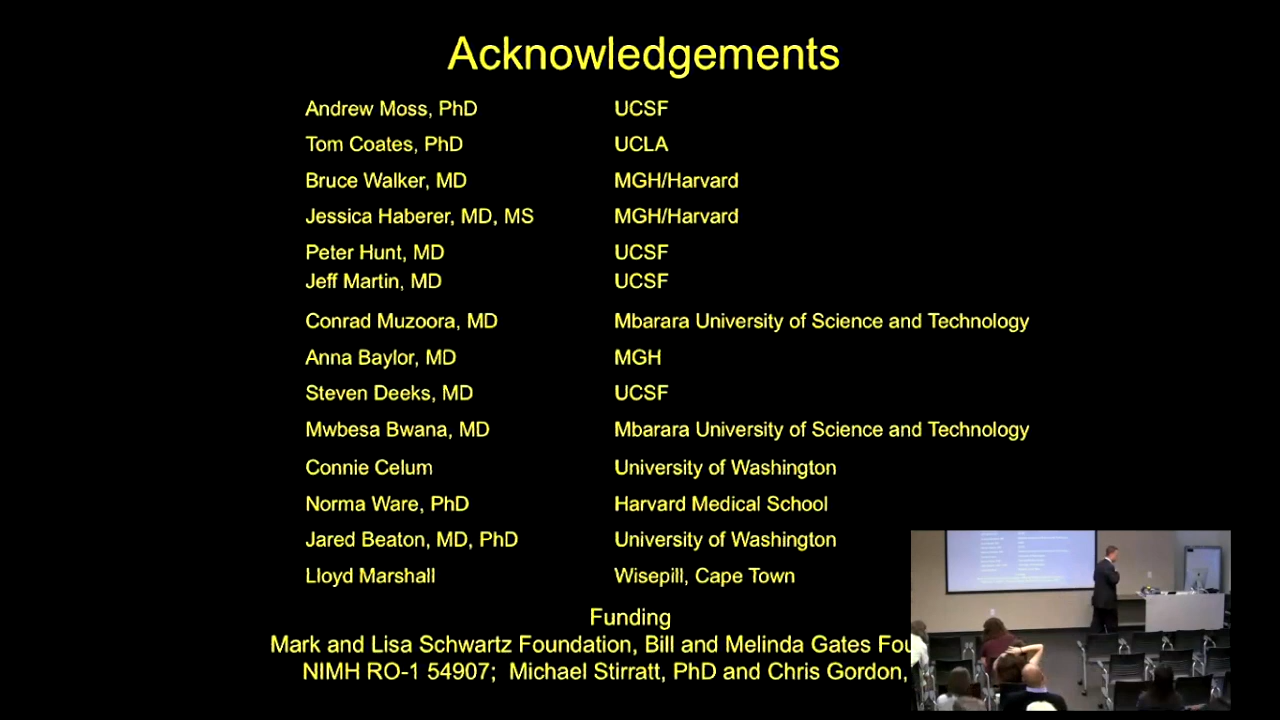 Acknowledgements
Andrew Moss, PhD UCSF
Tom Coates, PhD UCLA
Bruce Walker, MD MGH/Harvard
Jessica Haberer, MD, MS MGH/Harvard
Peter Hunt, MD UCSF
Jeff Martin, MD UCSF
Conrad Muzoora, MD Mbarara University of Science and Technology
Anna Baylor, MD MGH
Steven Deeks, MD UCSF
Mwbesa Bwana, MD Mbarara University of Science and Technology
Connie Celum University of Washington
Norma Ware, PhD Harvard Medical School
Jared Beaton, MD, PhD University of Washington
Lloyd Marshall Wisepill, Cape Town
Funding
Mark and Lisa Schwartz Foundation, Bill and Melinda Gates Fou
NIMH RO-1 54907; Michael Stirratt, PhD and Chris Gordon,